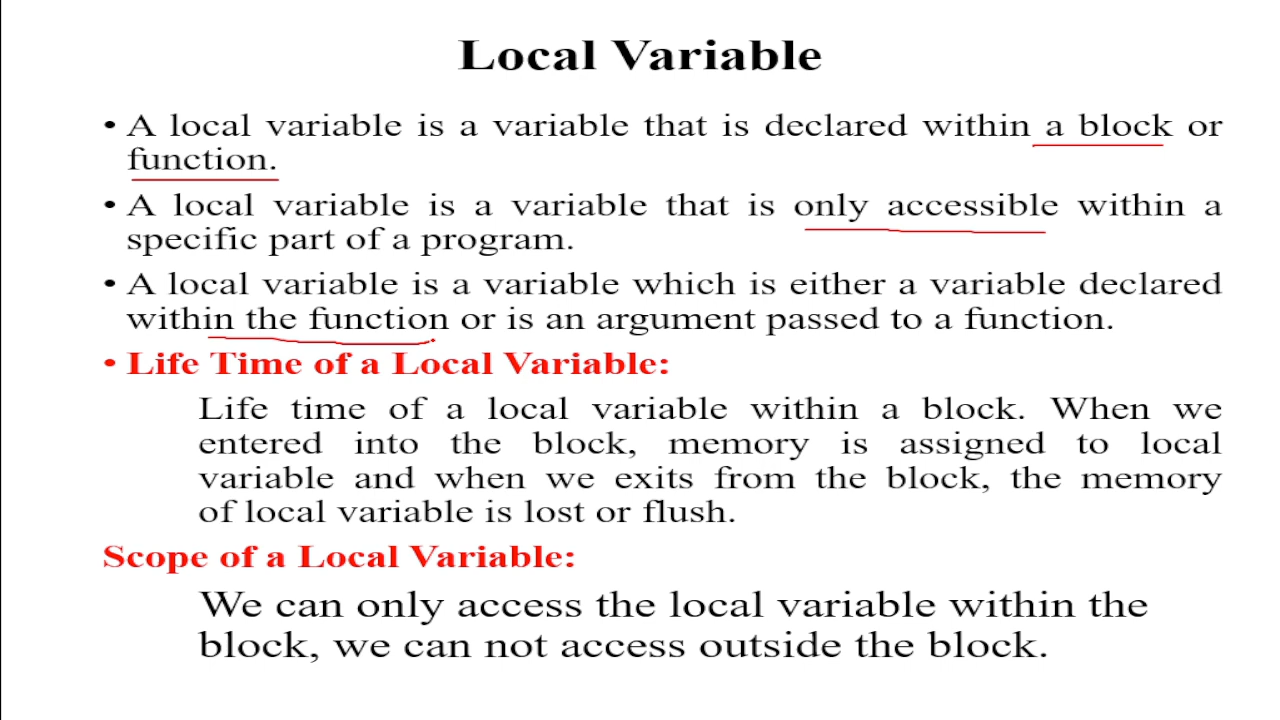 Local Variable
• A local variable is a variable that is declared within a block or
function.
• A local variable is a variable that is only accessible within a
specific part of a program.
• A local variable is a variable which is either a variable declared
within the function or is an argument passed to a function.
• Life Time of a Local Variable:
Life time of a local variable within a block. When we
entered into the block, memory is assigned to local
variable and when we exits from the block, the memory
of local variable is lost or flush.
Scope of a Local Variable:
We can only access the local variable within the
block, we can not access outside the block.